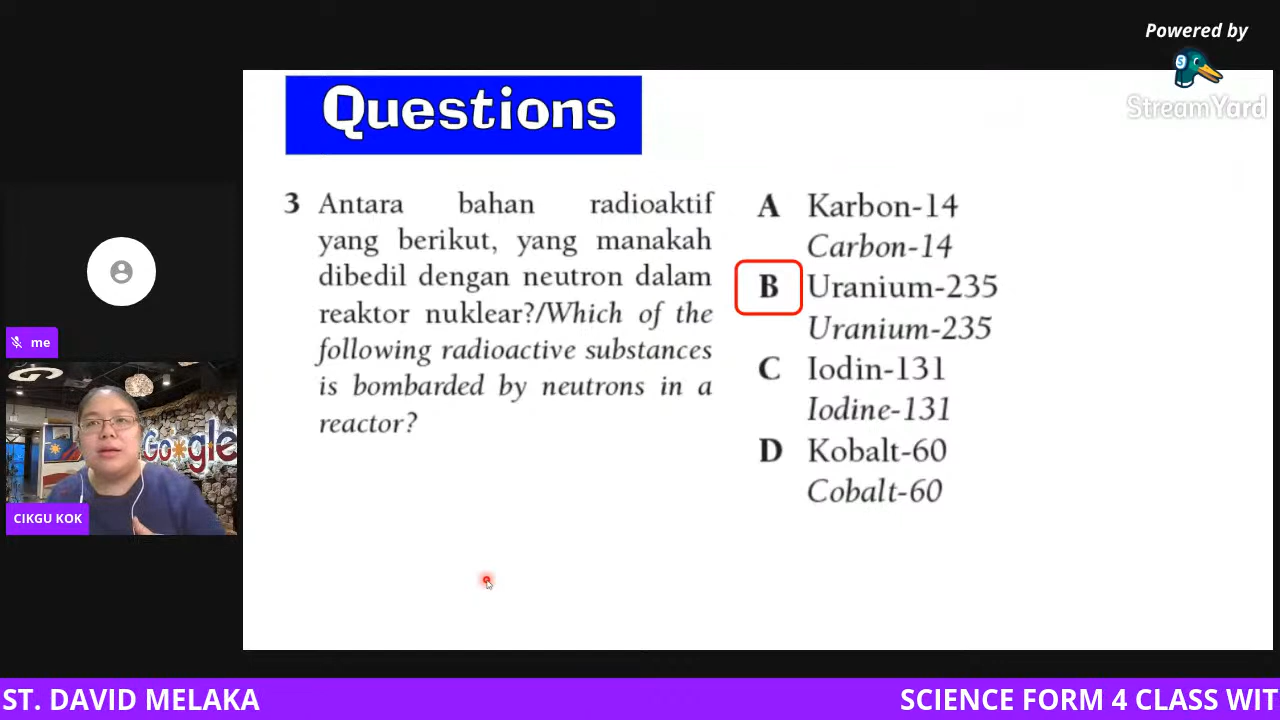 Powered by
StreamYard
Questions
3 Antara bahan radioaktif
yang berikut, yang manakah
dibedil dengan neutron dalam
reaktor nuklear?/Which of the
following radioactive substances
is bombarded by neutrons in a
reactor?
A Karbon-14
Carbon-14
B Uranium-235
Uranium-235
C Iodin-131
Iodine-131
D Kobalt-60
Cobalt-60
me
Google
CIKGU KOK
ST. DAVID MELAKA
SCIENCE FORM 4 CLASS WIT